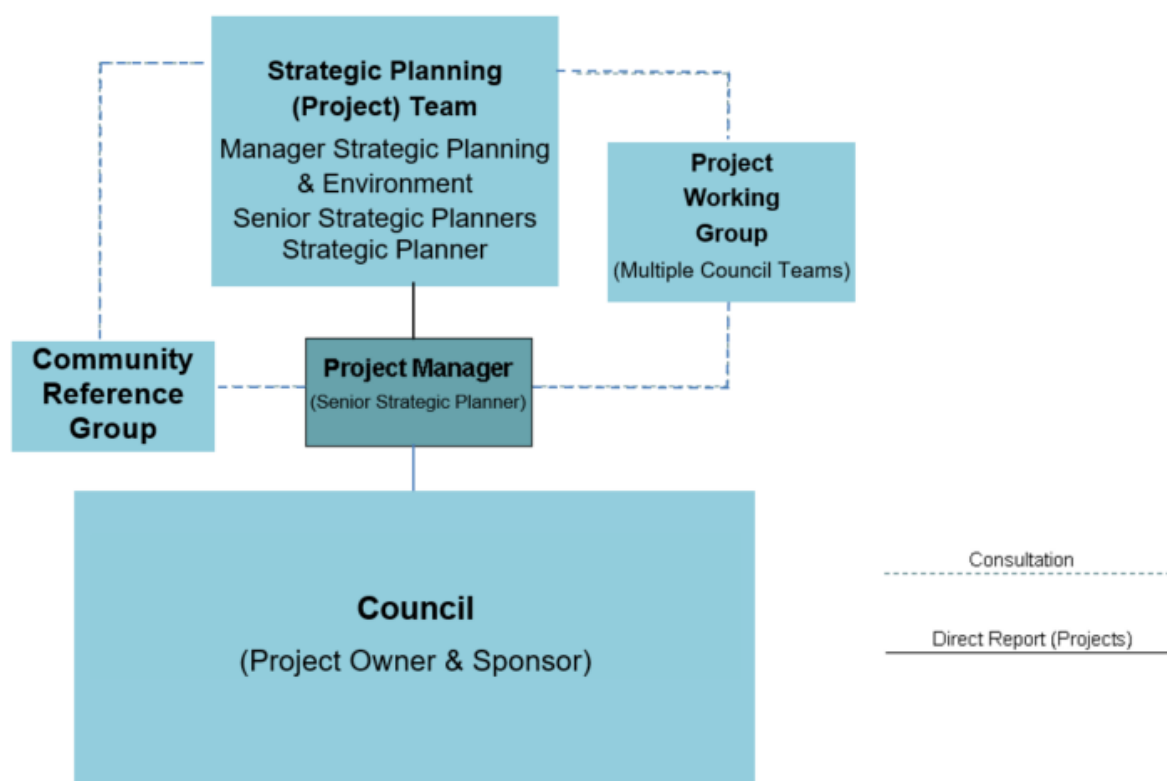 Strategic Planning
(Project) Team
Manager Strategic Planning
& Environment
Senior Strategic Planners
Strategic Planner
Project
Working
Group
(Multiple Council Teams)
Community
Reference
Group
Project Manager
(Senior Strategic Planner)
Council
(Project Owner & Sponsor)
Consultation
Direct Report (Projects)